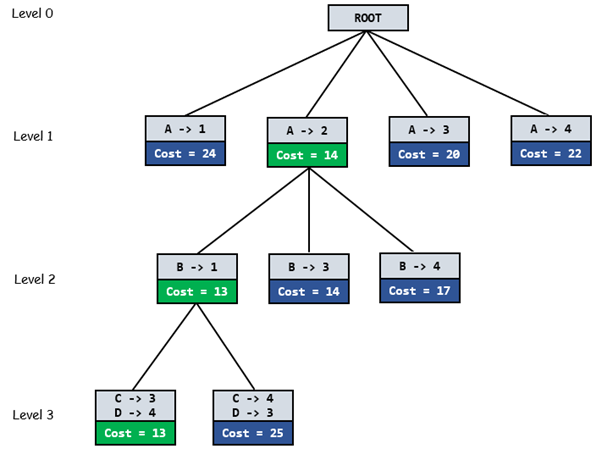 Level 0
ROOT
Level 1
A -> 1
Cost = 24
A -> 2
Cost = 14
A -> 3
Cost = 20
A -> 4
Cost = 22
Level 2
B -> 1
Cost = 13
B -> 3
Cost = 14
B -> 4
Cost = 17
Level 3
C -> 3
D -> 4
Cost = 13
C -> 4
D -> 3
Cost = 25